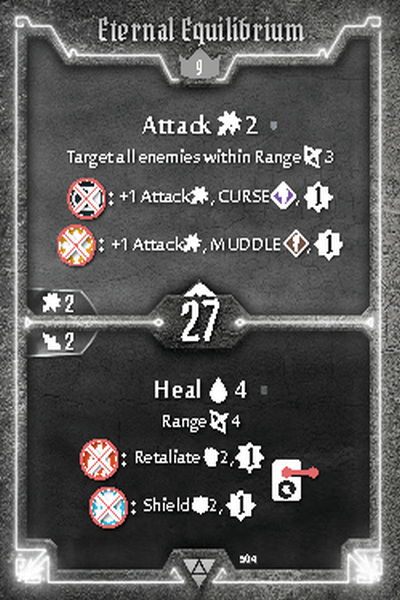 Eternal Equilibrium
9
Attack 2
Target all enemies within Range 3
: +1 Attack, CURSE, 1
: +1 Attack, MUDDLE, 1
2
27
2
Heal 4
Range 4
: Retaliate 2, 1
: Shield 2, 1
504